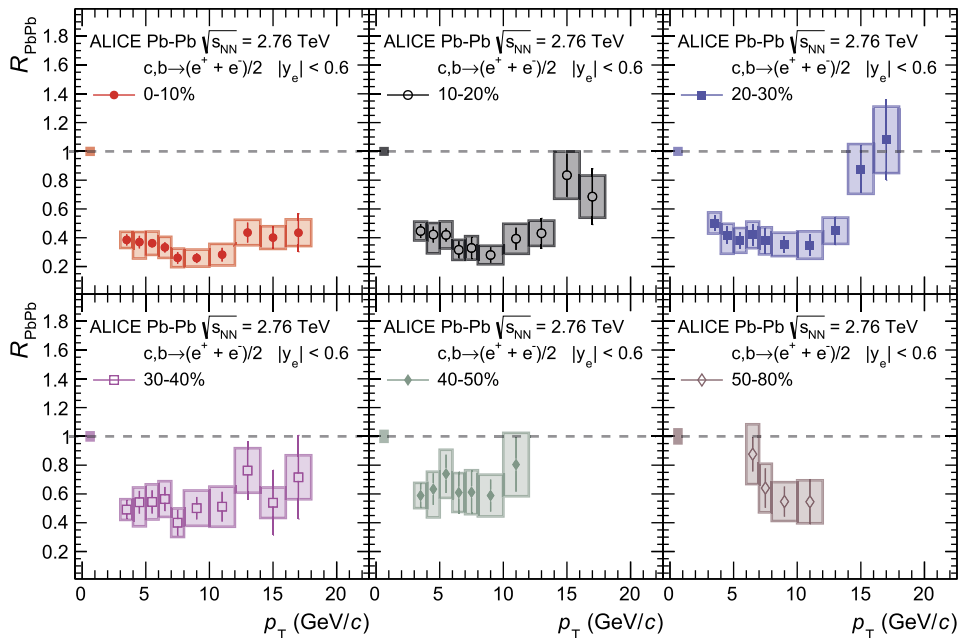 R_PbPb
1.8
1.6
1.4
1.2
1
0.8
0.6
0.4
0.2
ALICE Pb-Pb √s_NN = 2.76 TeV
c,b→(e⁺ + e⁻)/2 |y_e| < 0.6
0-10%
ALICE Pb-Pb √s_NN = 2.76 TeV
c,b→(e⁺ + e⁻)/2 |y_e| < 0.6
10-20%
ALICE Pb-Pb √s_NN = 2.76 TeV
c,b→(e⁺ + e⁻)/2 |y_e| < 0.6
20-30%
R_PbPb
1.8
1.6
1.4
1.2
1
0.8
0.6
0.4
0.2
ALICE Pb-Pb √s_NN = 2.76 TeV
c,b→(e⁺ + e⁻)/2 |y_e| < 0.6
30-40%
ALICE Pb-Pb √s_NN = 2.76 TeV
c,b→(e⁺ + e⁻)/2 |y_e| < 0.6
40-50%
ALICE Pb-Pb √s_NN = 2.76 TeV
c,b→(e⁺ + e⁻)/2 |y_e| < 0.6
50-80%
0 5 10 15 20
0 5 10 15 20
0 5 10 15 20
p_T (GeV/c)
p_T (GeV/c)
p_T (GeV/c)